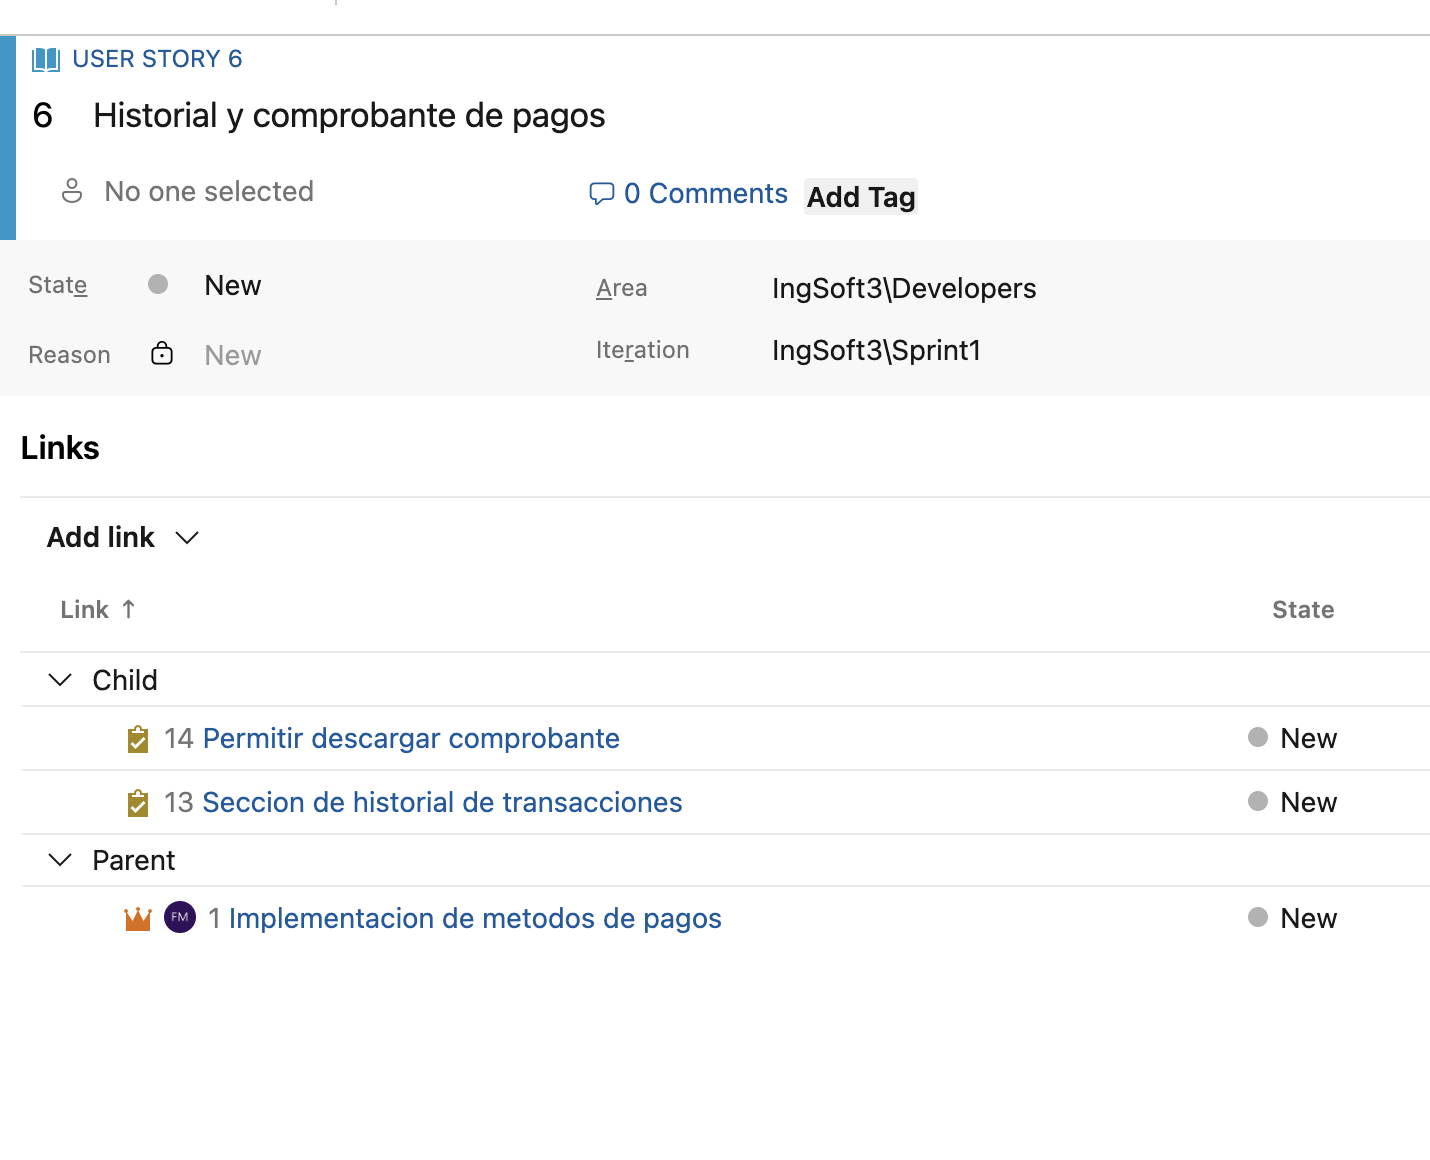 USER STORY 6
6 Historial y comprobante de pagos
No one selected
0 Comments Add Tag
State New
Area IngSoft3\Developers
Reason New
Iteration IngSoft3\Sprint1
Links
Add link
Link ↑ State
Child
14 Permitir descargar comprobante New
13 Seccion de historial de transacciones New
Parent
FM 1 Implementacion de metodos de pagos New